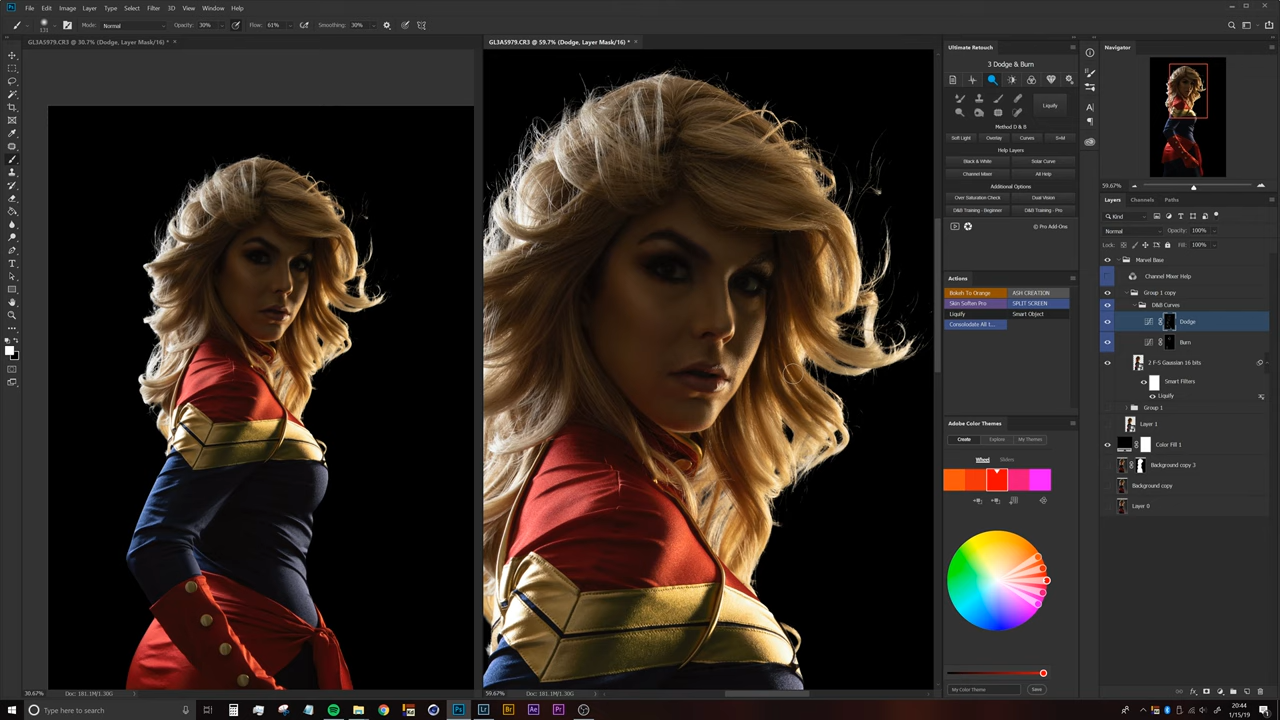 File Edit Image Layer Type Select Filter 3D View Window Help
Mode: Normal Opacity: 30% Flow: 61% Smoothing: 30%
GL3A5979.CR3 @ 30.7% (Dodge, Layer Mask/16) * ×
GL3A5979.CR3 @ 59.7% (Dodge, Layer Mask/16) * ×
Ultimate Retouch
3 Dodge & Burn
Liquify
Method D & B
Soft Light Overlay Curves S+M
Help Layers
Black & White Solar Curve
Channel Mixer All Help
Additional Options
Over Saturation Check Dual Vision
D&B Training - Beginner D&B Training - Pro
© Pro Add-Ons
Actions
Bokah To Orange ASH CREATION
Skin Soften Pro SPLIT SCREEN
Liquify Smart Object
Consolodate All t...
Adobe Color Themes
Create Explore My Themes
Wheel Sliders
My Color Theme Save
Navigator
59.67%
Layers Channels Paths
Kind
Normal Opacity: 100%
Lock: Fill: 100%
Marvel Base
Channel Mixer Help
Group 1 copy
D&B Curves
Dodge
Burn
2 F-S Gaussian 16 bits
Smart Filters
Liquify
Group 1
Layer 1
Color Fill 1
Background copy 3
Background copy
Layer 0
30.67% Doc: 181.1M/1.30G
59.67% Doc: 181.1M/1.30G
Type here to search
20:44
1/15/19